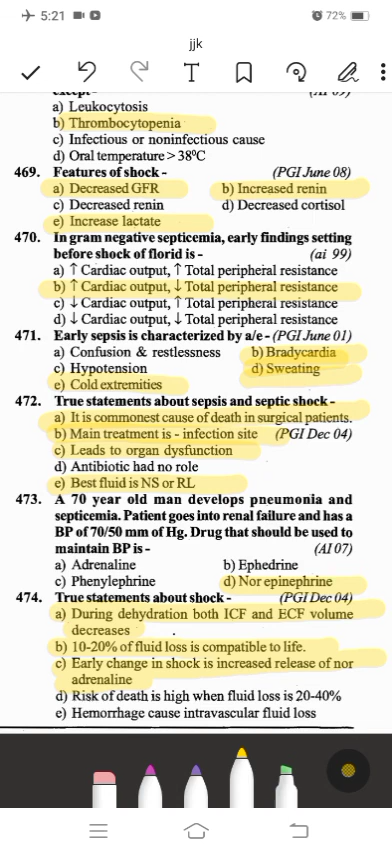 5:21
72%
jjk
T
except- (AI 09)
a) Leukocytosis
b) Thrombocytopenia
c) Infectious or noninfectious cause
d) Oral temperature > 38⁰C
469. Features of shock - (PGI June 08)
a) Decreased GFR b) Increased renin
c) Decreased renin d) Decreased cortisol
e) Increase lactate
470. In gram negative septicemia, early findings setting
before shock of florid is - (ai 99)
a) ↑ Cardiac output, ↑ Total peripheral resistance
b) ↑ Cardiac output, ↓ Total peripheral resistance
c) ↓ Cardiac output, ↑ Total peripheral resistance
d) ↓ Cardiac output, ↓ Total peripheral resistance
471. Early sepsis is characterized by a/e - (PGI June 01)
a) Confusion & restlessness b) Bradycardia
c) Hypotension d) Sweating
e) Cold extremities
472. True statements about sepsis and septic shock -
a) It is commonest cause of death in surgical patients.
b) Main treatment is - infection site (PGI Dec 04)
c) Leads to organ dysfunction
d) Antibiotic had no role
e) Best fluid is NS or RL
473. A 70 year old man develops pneumonia and
septicemia. Patient goes into renal failure and has a
BP of 70/50 mm of Hg. Drug that should be used to
maintain BP is - (AI 07)
a) Adrenaline b) Ephedrine
c) Phenylephrine d) Nor epinephrine
474. True statements about shock - (PGI Dec 04)
a) During dehydration both ICF and ECF volume
decreases
b) 10-20% of fluid loss is compatible to life.
c) Early change in shock is increased release of nor
adrenaline
d) Risk of death is high when fluid loss is 20-40%
e) Hemorrhage cause intravascular fluid loss